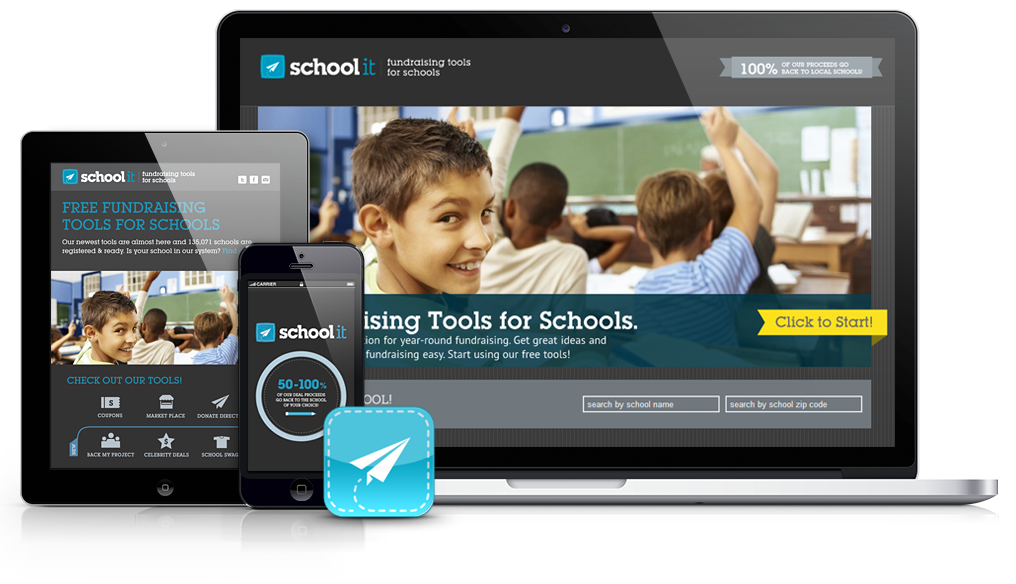 school it
fundraising tools
for schools
100%
OF OUR PROCEEDS GO
BACK TO LOCAL SCHOOLS!
ising Tools for Schools.
ion for year-round fundraising. Get great ideas and
fundraising easy. Start using our free tools!
Click to Start!
OOL!
search by school name
search by school zip code
school it
fundraising tools
for schools
FREE FUNDRAISING
TOOLS FOR SCHOOLS
Our newest tools are almost here and 135,071 schools are
registered & ready. Is your school in our system? Find
CHECK OUT OUR TOOLS!
COUPONS
MARKET PLACE
DONATE DIRECT
BACK MY PROJECT
CELEBRITY DEALS
SCHOOL SWAG
CARRIER
school it
50-100%
OF OUR DEAL PROCEEDS
GO BACK TO THE SCHOOL
OF YOUR CHOICE!